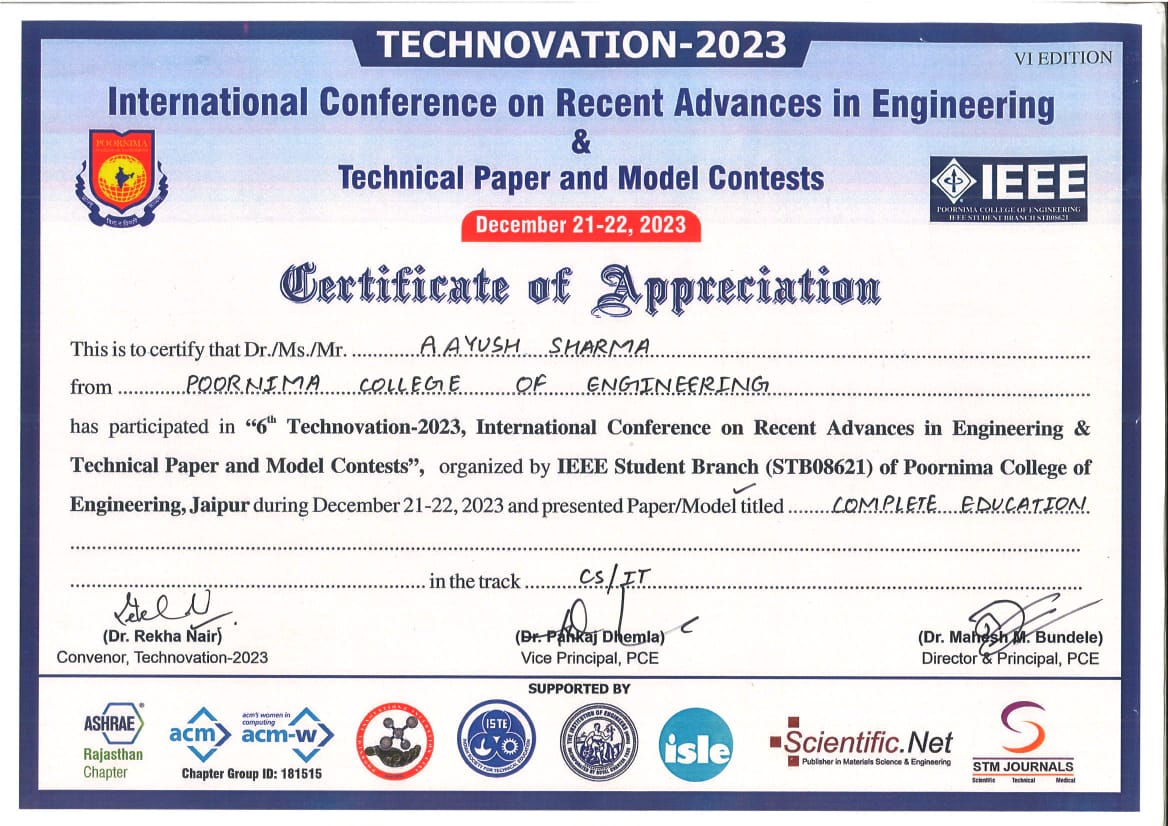 TECHNOVATION-2023
VI EDITION
International Conference on Recent Advances in Engineering
&
Technical Paper and Model Contests
POORNIMA
IEEE
POORNIMA COLLEGE OF ENGINEERING
IEEE STUDENT BRANCH STB08621
December 21-22, 2023
Certificate of Appreciation
This is to certify that Dr./Ms./Mr. AAYUSH SHARMA
from POORNIMA COLLEGE OF ENGINEERING
has participated in “6th Technovation-2023, International Conference on Recent Advances in Engineering &
Technical Paper and Model Contests”, organized by IEEE Student Branch (STB08621) of Poornima College of
Engineering, Jaipur during December 21-22, 2023 and presented Paper/Model titled COMPLETE EDUCATION
in the track CS/IT
(Dr. Rekha Nair) (Dr. Pankaj Dhemla) (Dr. Mahesh M. Bundele)
Convenor, Technovation-2023 Vice Principal, PCE Director & Principal, PCE
SUPPORTED BY
ASHRAE
Rajasthan
Chapter
acm
acm's women in
computing
acm-w
Chapter Group ID: 181515
ISTE
isle
Scientific.Net
Publisher in Materials Science & Engineering
STM JOURNALS
Scientific Technical Medical